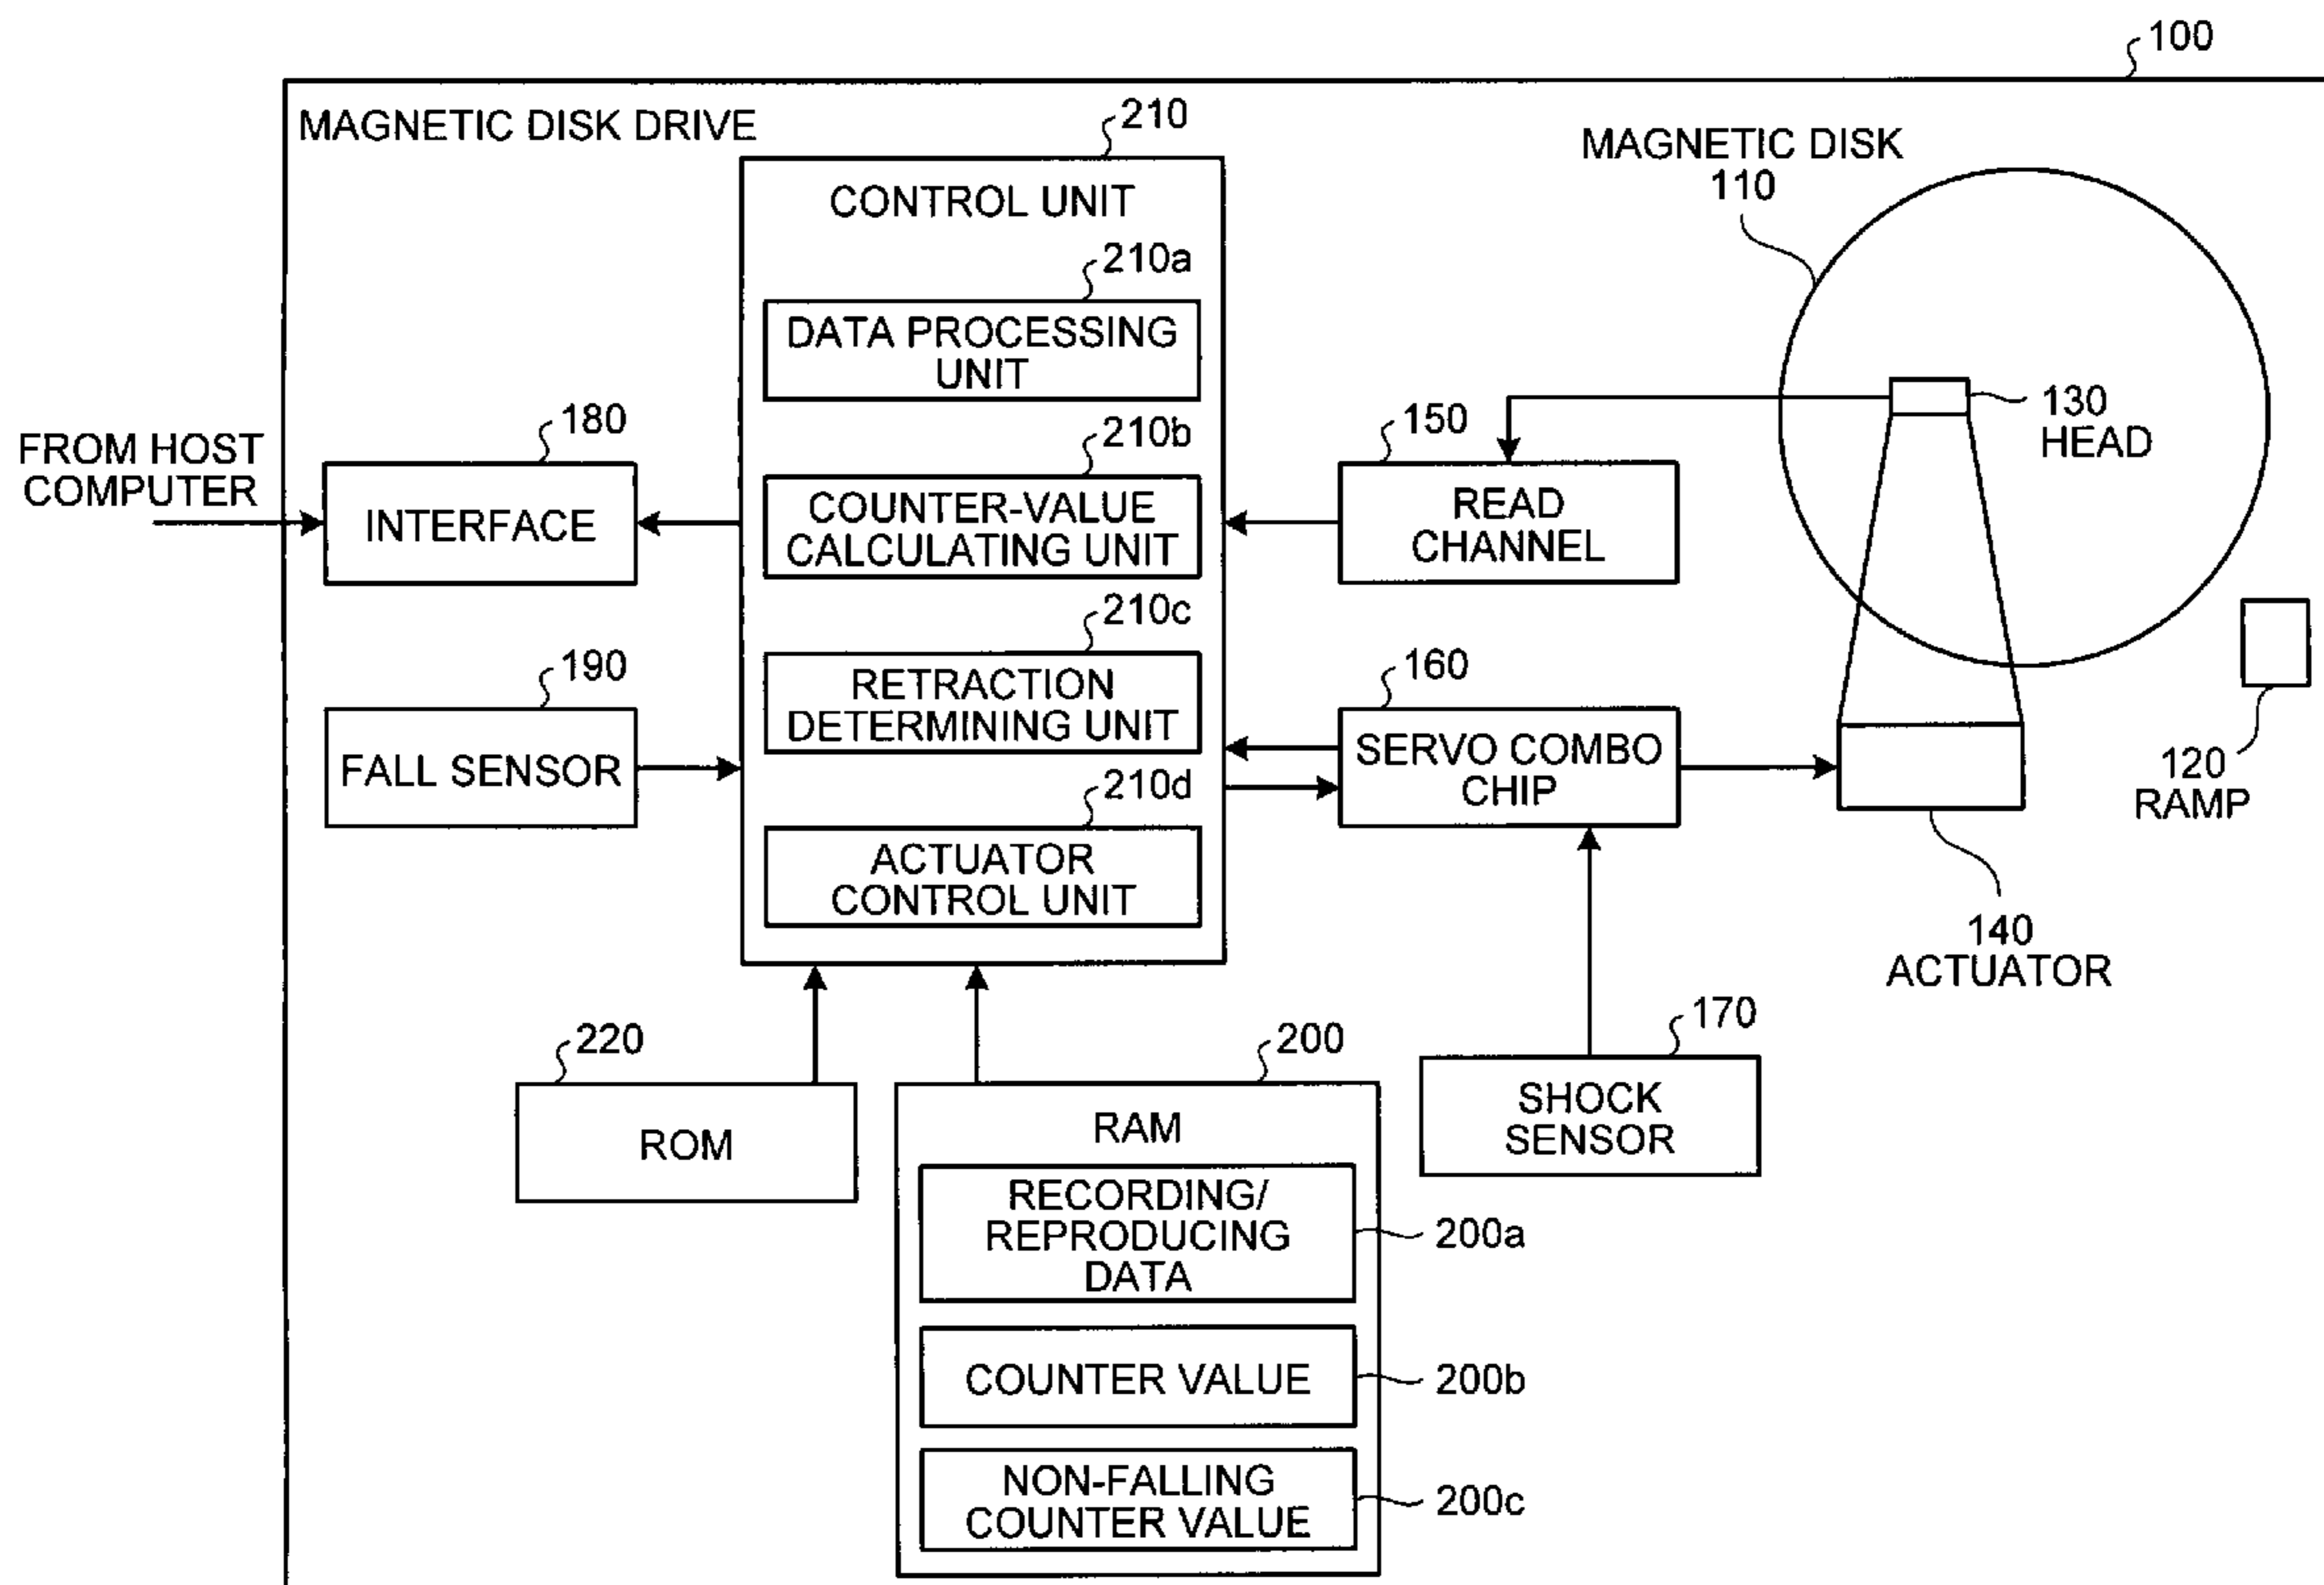 100
MAGNETIC DISK DRIVE
210
CONTROL UNIT
210a
DATA PROCESSING
UNIT
210b
COUNTER-VALUE
CALCULATING UNIT
210c
RETRACTION
DETERMINING UNIT
210d
ACTUATOR
CONTROL UNIT
FROM HOST
COMPUTER
180
INTERFACE
190
FALL SENSOR
150
READ
CHANNEL
160
SERVO COMBO
CHIP
MAGNETIC DISK
110
130
HEAD
120
RAMP
140
ACTUATOR
170
SHOCK
SENSOR
220
ROM
200
RAM
RECORDING/
REPRODUCING
DATA
200a
COUNTER VALUE
200b
NON-FALLING
COUNTER VALUE
200c